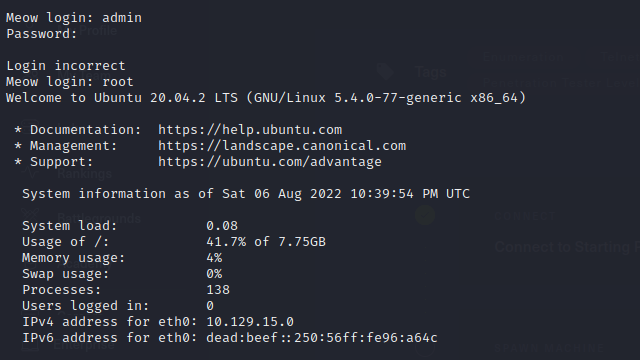 Meow login: admin
Password:
Login incorrect
Meow login: root
Welcome to Ubuntu 20.04.2 LTS (GNU/Linux 5.4.0-77-generic x86_64)
* Documentation:  https://help.ubuntu.com
* Management:     https://landscape.canonical.com
* Support:        https://ubuntu.com/advantage
System information as of Sat 06 Aug 2022 10:39:54 PM UTC
System load:           0.08
Usage of /:            41.7% of 7.75GB
Memory usage:          4%
Swap usage:            0%
Processes:             138
Users logged in:       0
IPv4 address for eth0: 10.129.15.0
IPv6 address for eth0: dead:beef::250:56ff:fe96:a64c